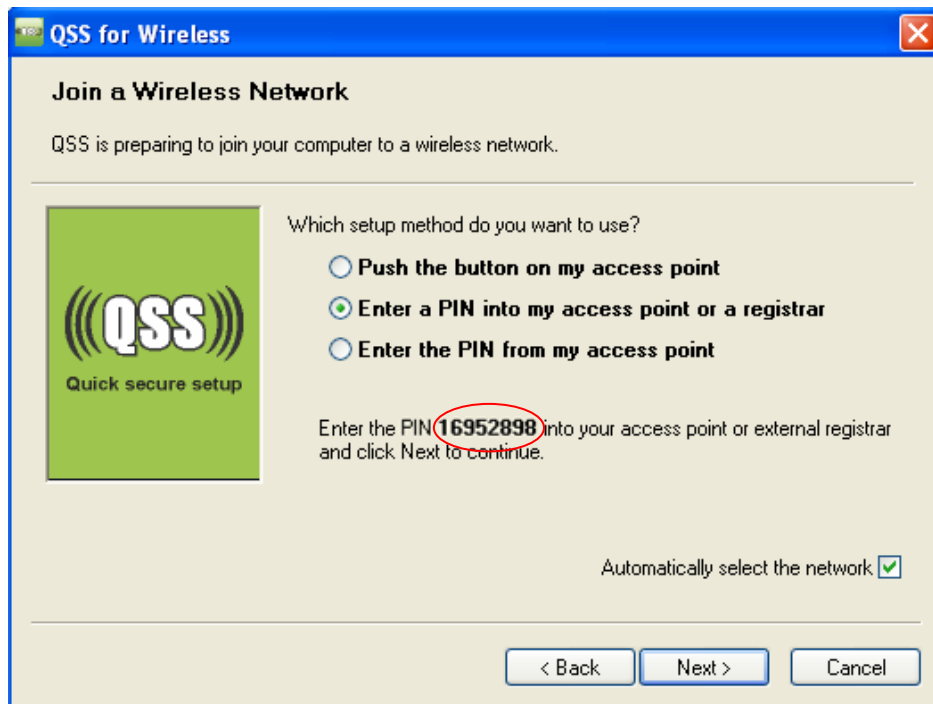 QSS for Wireless
Join a Wireless Network
QSS is preparing to join your computer to a wireless network.
Which setup method do you want to use?
Push the button on my access point
Enter a PIN into my access point or a registrar
Enter the PIN from my access point
(((QSS)))
Quick secure setup
Enter the PIN 16952898 into your access point or external registrar
and click Next to continue.
Automatically select the network
< Back
Next >
Cancel